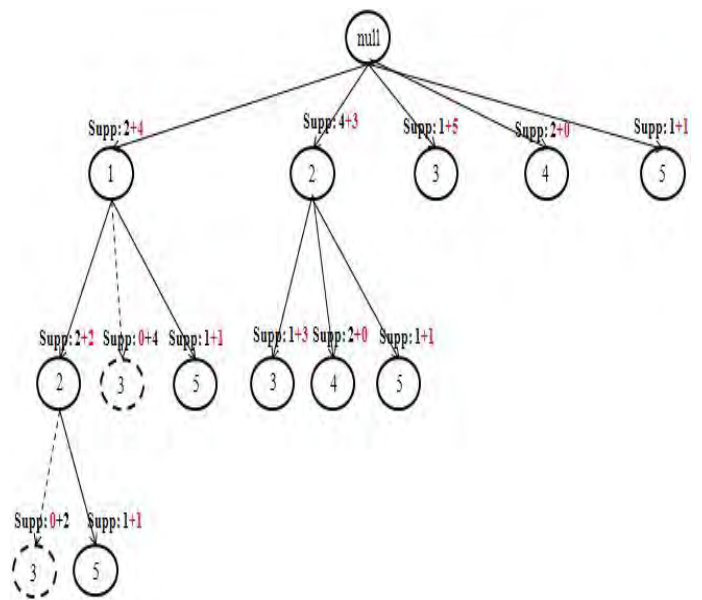 null
Supp: 2+4
Supp: 4+3
Supp: 1+5
Supp: 2+0
Supp: 1+1
1
2
3
4
5
Supp: 2+2
Supp: 0+4
Supp: 1+1
Supp: 1+3
Supp: 2+0
Supp: 1+1
2
3
5
3
4
5
Supp: 0+2
Supp: 1+1
3
5